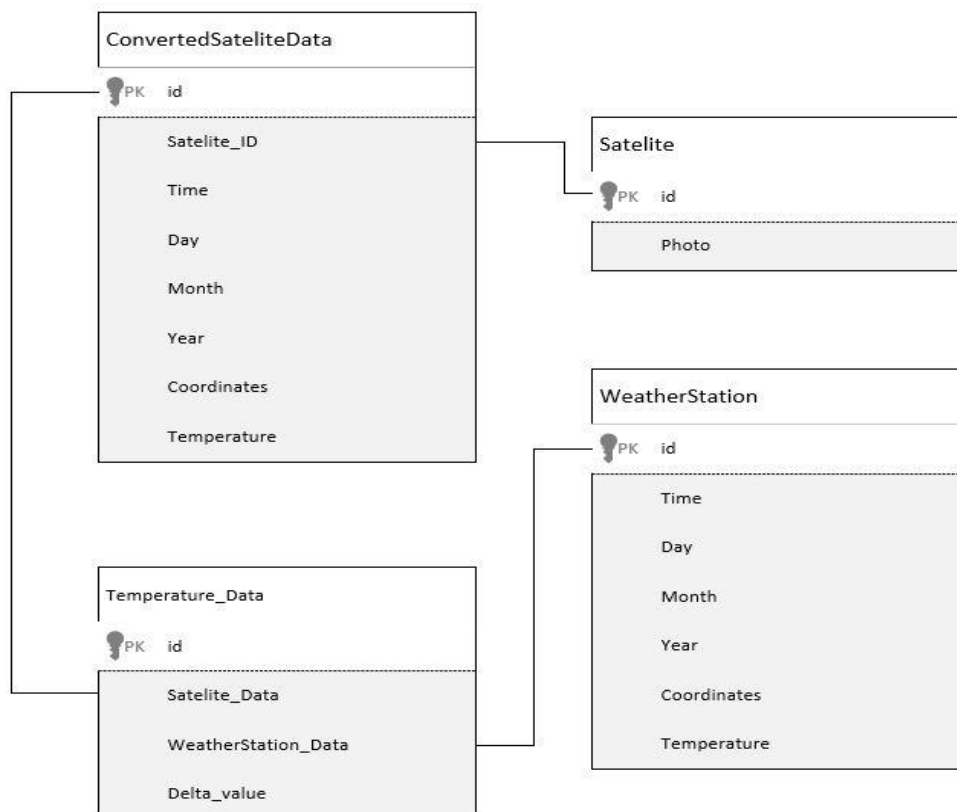 ConvertedSateliteData
PK id
Satelite_ID
Time
Day
Month
Year
Coordinates
Temperature
Satelite
PK id
Photo
WeatherStation
PK id
Time
Day
Month
Year
Coordinates
Temperature
Temperature_Data
PK id
Satelite_Data
WeatherStation_Data
Delta_value